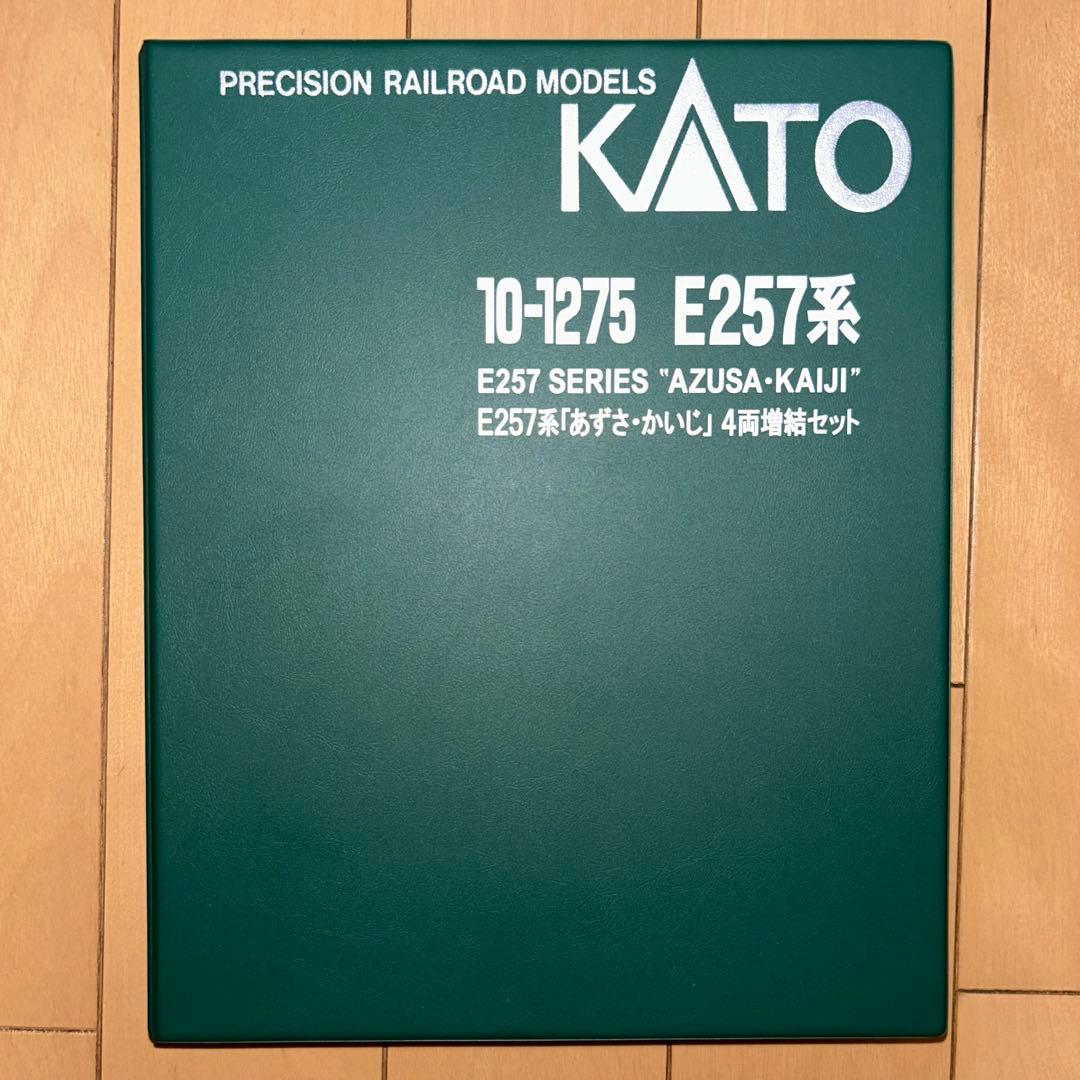 PRECISION RAILROAD MODELS
KATO
10-1275 E257系
E257 SERIES "AZUSA・KAIJI"
E257系「あずさ・かいじ」4両増結セット